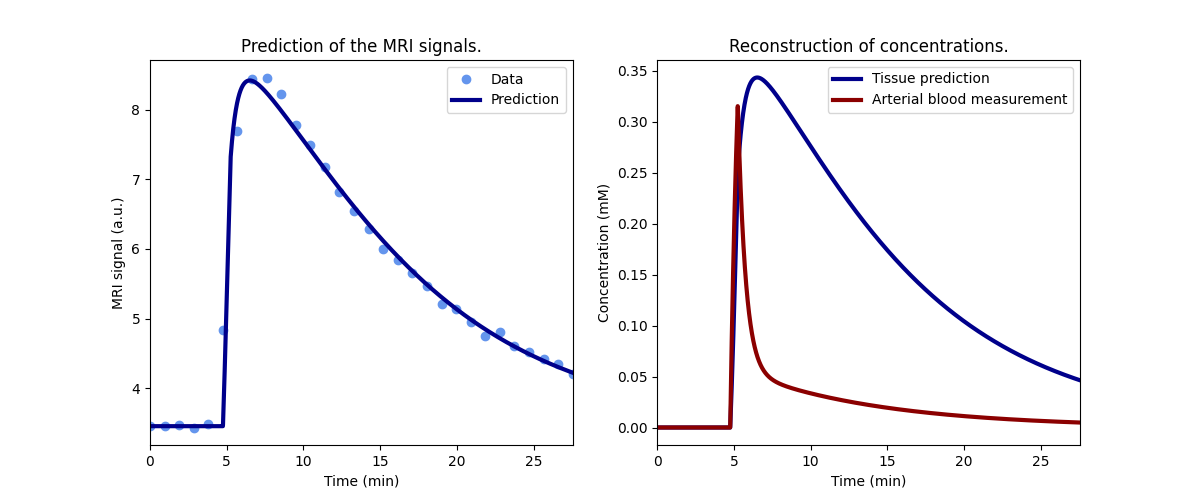 Prediction of the MRI signals.
MRI signal (a.u.)
8
7
6
5
4
0
5
10
15
20
25
Time (min)
Data
Prediction
Reconstruction of concentrations.
Concentration (mM)
0.35
0.30
0.25
0.20
0.15
0.10
0.05
0.00
0
5
10
15
20
25
Time (min)
Tissue prediction
Arterial blood measurement